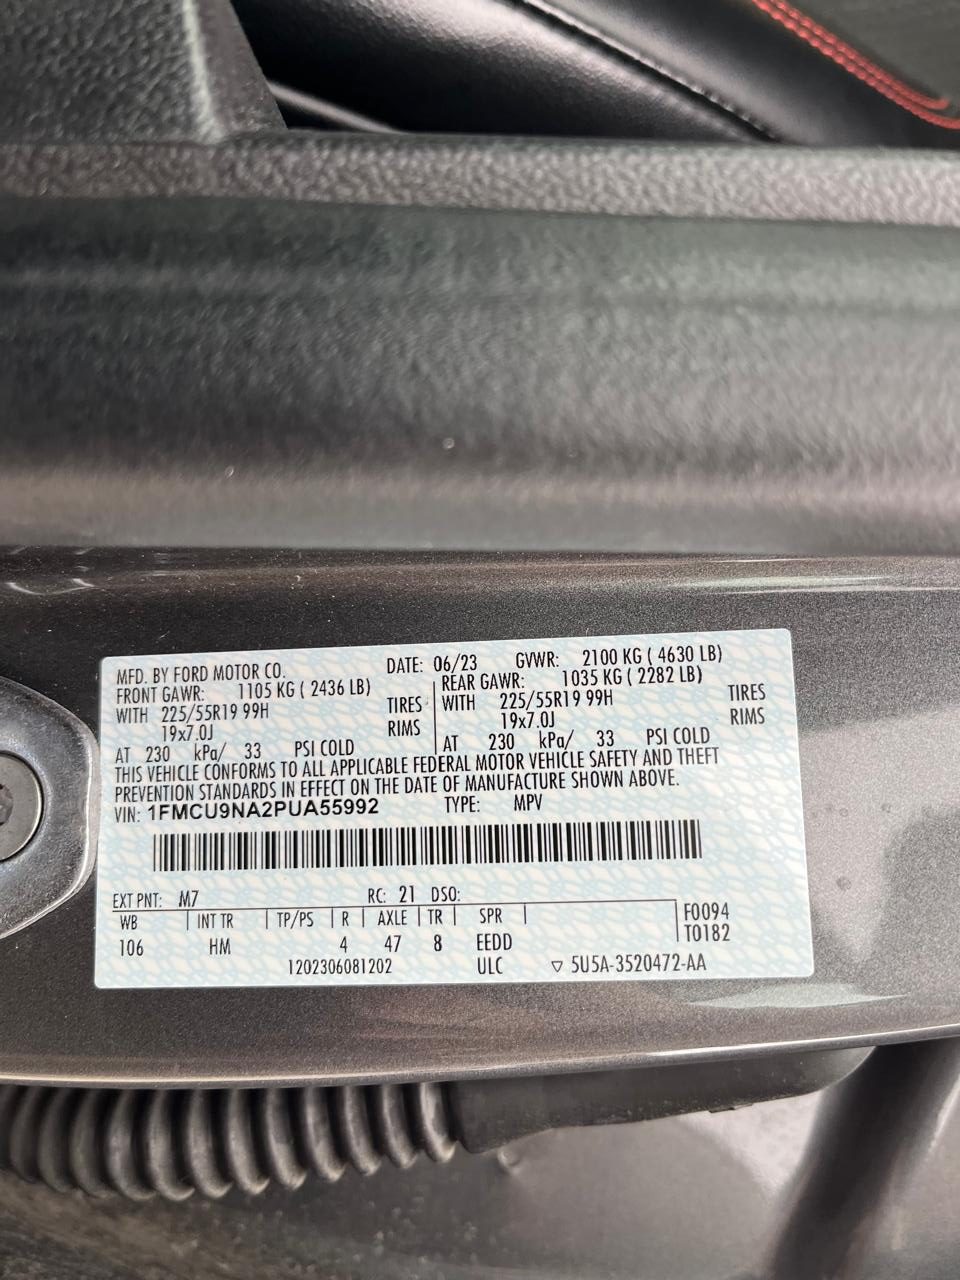 MFD. BY FORD MOTOR CO. DATE: 06/23 GVWR: 2100 KG ( 4630 LB)
FRONT GAWR: 1105 KG ( 2436 LB) REAR GAWR: 1035 KG ( 2282 LB)
WITH 225/55R19 99H TIRES WITH 225/55R19 99H TIRES
19x7.0J RIMS 19x7.0J RIMS
AT 230 kPa/ 33 PSI COLD AT 230 kPa/ 33 PSI COLD
THIS VEHICLE CONFORMS TO ALL APPLICABLE FEDERAL MOTOR VEHICLE SAFETY AND THEFT
PREVENTION STANDARDS IN EFFECT ON THE DATE OF MANUFACTURE SHOWN ABOVE.
VIN: 1FMCU9NA2PUA55992 TYPE: MPV
EXT PNT: M7 RC: 21 DSO:
WB INT TR TP/PS R AXLE TR SPR F0094
106 HM 4 47 8 EEDD T0182
1202306081202 ULC ▽ 5U5A-3520472-AA